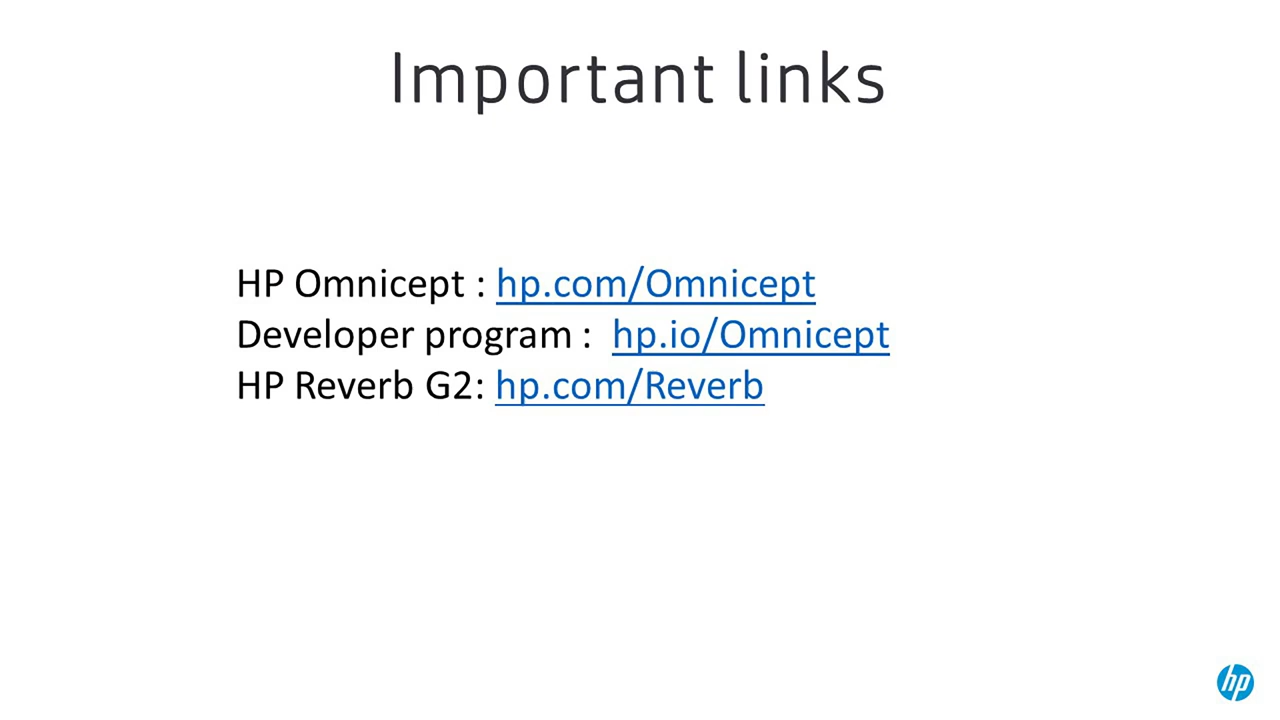 Important links
HP Omnicept : hp.com/Omnicept
Developer program :  hp.io/Omnicept
HP Reverb G2: hp.com/Reverb
hp